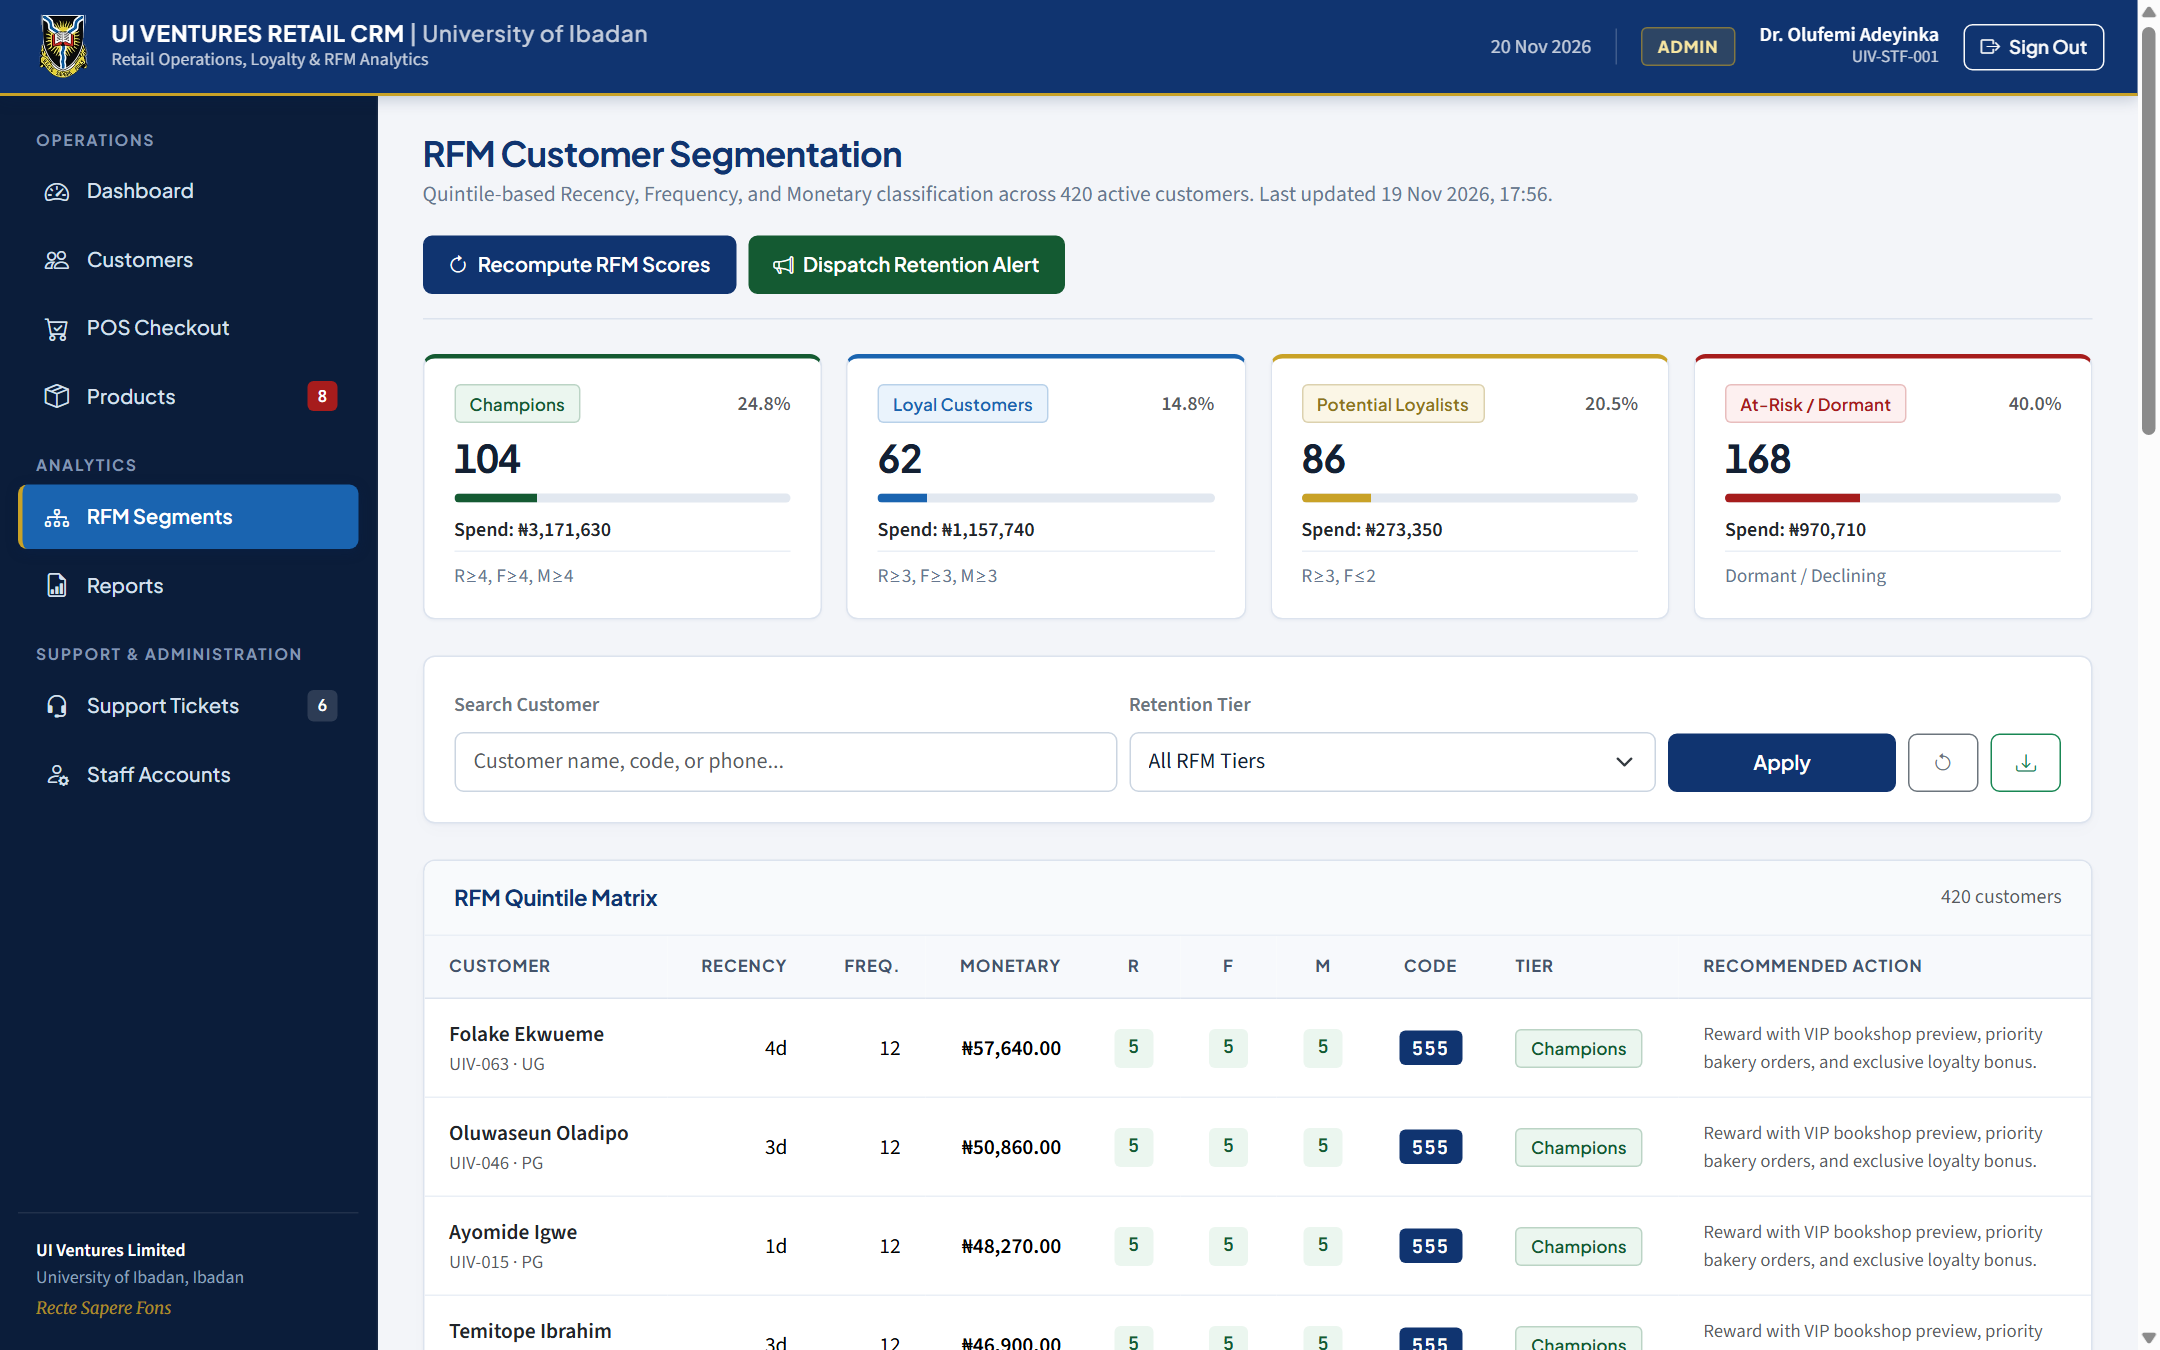 UI VENTURES RETAIL CRM | University of Ibadan
Retail Operations, Loyalty & RFM Analytics
20 Nov 2026
ADMIN
Dr. Olufemi Adeyinka
UIV-STF-001
Sign Out
OPERATIONS
Dashboard
Customers
POS Checkout
Products 8
ANALYTICS
RFM Segments
Reports
SUPPORT & ADMINISTRATION
Support Tickets 6
Staff Accounts
UI Ventures Limited
University of Ibadan, Ibadan
Recte Sapere Fons
RFM Customer Segmentation
Quintile-based Recency, Frequency, and Monetary classification across 420 active customers. Last updated 19 Nov 2026, 17:56.
Recompute RFM Scores
Dispatch Retention Alert
Champions 24.8%
104
Spend: ₦3,171,630
R≥4, F≥4, M≥4
Loyal Customers 14.8%
62
Spend: ₦1,157,740
R≥3, F≥3, M≥3
Potential Loyalists 20.5%
86
Spend: ₦273,350
R≥3, F≤2
At-Risk / Dormant 40.0%
168
Spend: ₦970,710
Dormant / Declining
Search Customer
Customer name, code, or phone...
Retention Tier
All RFM Tiers
Apply
RFM Quintile Matrix
420 customers
CUSTOMER RECENCY FREQ. MONETARY R F M CODE TIER RECOMMENDED ACTION
Folake Ekwueme
UIV-063 · UG
4d 12 ₦57,640.00 5 5 5 555 Champions
Reward with VIP bookshop preview, priority
bakery orders, and exclusive loyalty bonus.
Oluwaseun Oladipo
UIV-046 · PG
3d 12 ₦50,860.00 5 5 5 555 Champions
Reward with VIP bookshop preview, priority
bakery orders, and exclusive loyalty bonus.
Ayomide Igwe
UIV-015 · PG
1d 12 ₦48,270.00 5 5 5 555 Champions
Reward with VIP bookshop preview, priority
bakery orders, and exclusive loyalty bonus.
Temitope Ibrahim
3d 12 ₦46,900.00 5 5 5 555 Champions
Reward with VIP bookshop preview, priority